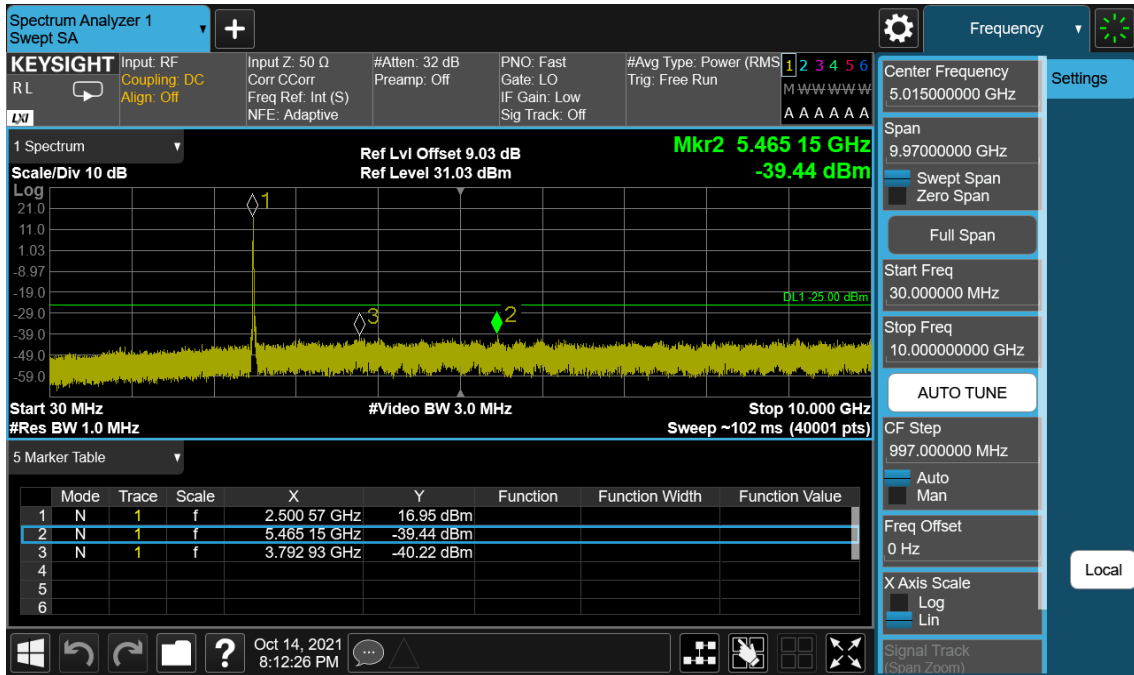 Spectrum Analyzer 1
Swept SA
Frequency
KEYSIGHT
R L
LXI
Input: RF
Coupling: DC
Align: Off
Input Z: 50 Ω
Corr CCorr
Freq Ref: Int (S)
NFE: Adaptive
#Atten: 32 dB
Preamp: Off
PNO: Fast
Gate: LO
IF Gain: Low
Sig Track: Off
#Avg Type: Power (RMS
Trig: Free Run
1 2 3 4 5 6
M W W W W W
A A A A A A
1 Spectrum
Scale/Div 10 dB
Ref Lvl Offset 9.03 dB
Ref Level 31.03 dBm
Mkr2 5.465 15 GHz
-39.44 dBm
Log
21.0
11.0
1.03
-8.97
-19.0
-29.0
-39.0
-49.0
-59.0
1
3
2
DL1 -25.00 dBm
Start 30 MHz
#Video BW 3.0 MHz
Stop 10.000 GHz
#Res BW 1.0 MHz
Sweep ~102 ms (40001 pts)
5 Marker Table
Mode Trace Scale X Y Function Function Width Function Value
1 N 1 f 2.500 57 GHz 16.95 dBm
2 N 1 f 5.465 15 GHz -39.44 dBm
3 N 1 f 3.792 93 GHz -40.22 dBm
4
5
6
?
Oct 14, 2021
8:12:26 PM
Center Frequency
5.015000000 GHz
Settings
Span
9.97000000 GHz
Swept Span
Zero Span
Full Span
Start Freq
30.000000 MHz
Stop Freq
10.000000000 GHz
AUTO TUNE
CF Step
997.000000 MHz
Auto
Man
Freq Offset
0 Hz
Local
X Axis Scale
Log
Lin
Signal Track
(Span Zoom)